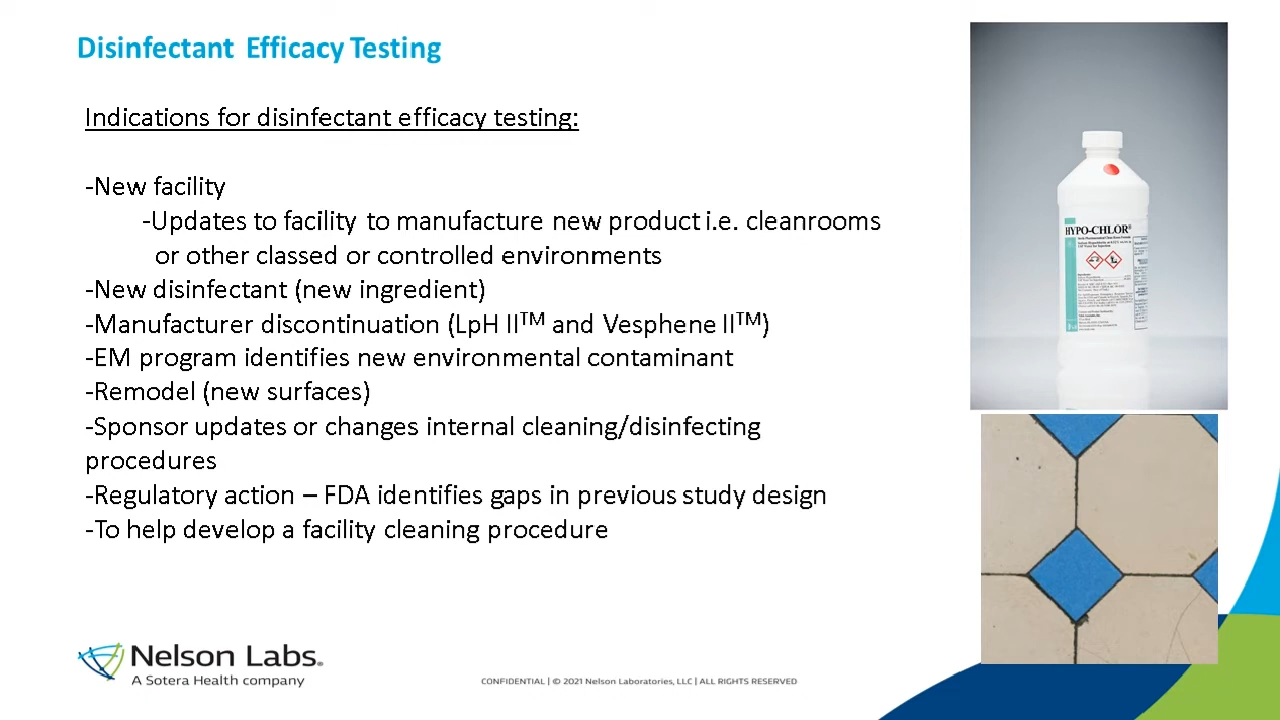 Disinfectant Efficacy Testing
Indications for disinfectant efficacy testing:
-New facility
-Updates to facility to manufacture new product i.e. cleanrooms
or other classed or controlled environments
-New disinfectant (new ingredient)
-Manufacturer discontinuation (LpH II™ and Vesphene II™)
-EM program identifies new environmental contaminant
-Remodel (new surfaces)
-Sponsor updates or changes internal cleaning/disinfecting
procedures
-Regulatory action – FDA identifies gaps in previous study design
-To help develop a facility cleaning procedure
HYPO-CHLOR®
Nelson Labs®
A Sotera Health company
CONFIDENTIAL | © 2021 Nelson Laboratories, LLC | ALL RIGHTS RESERVED